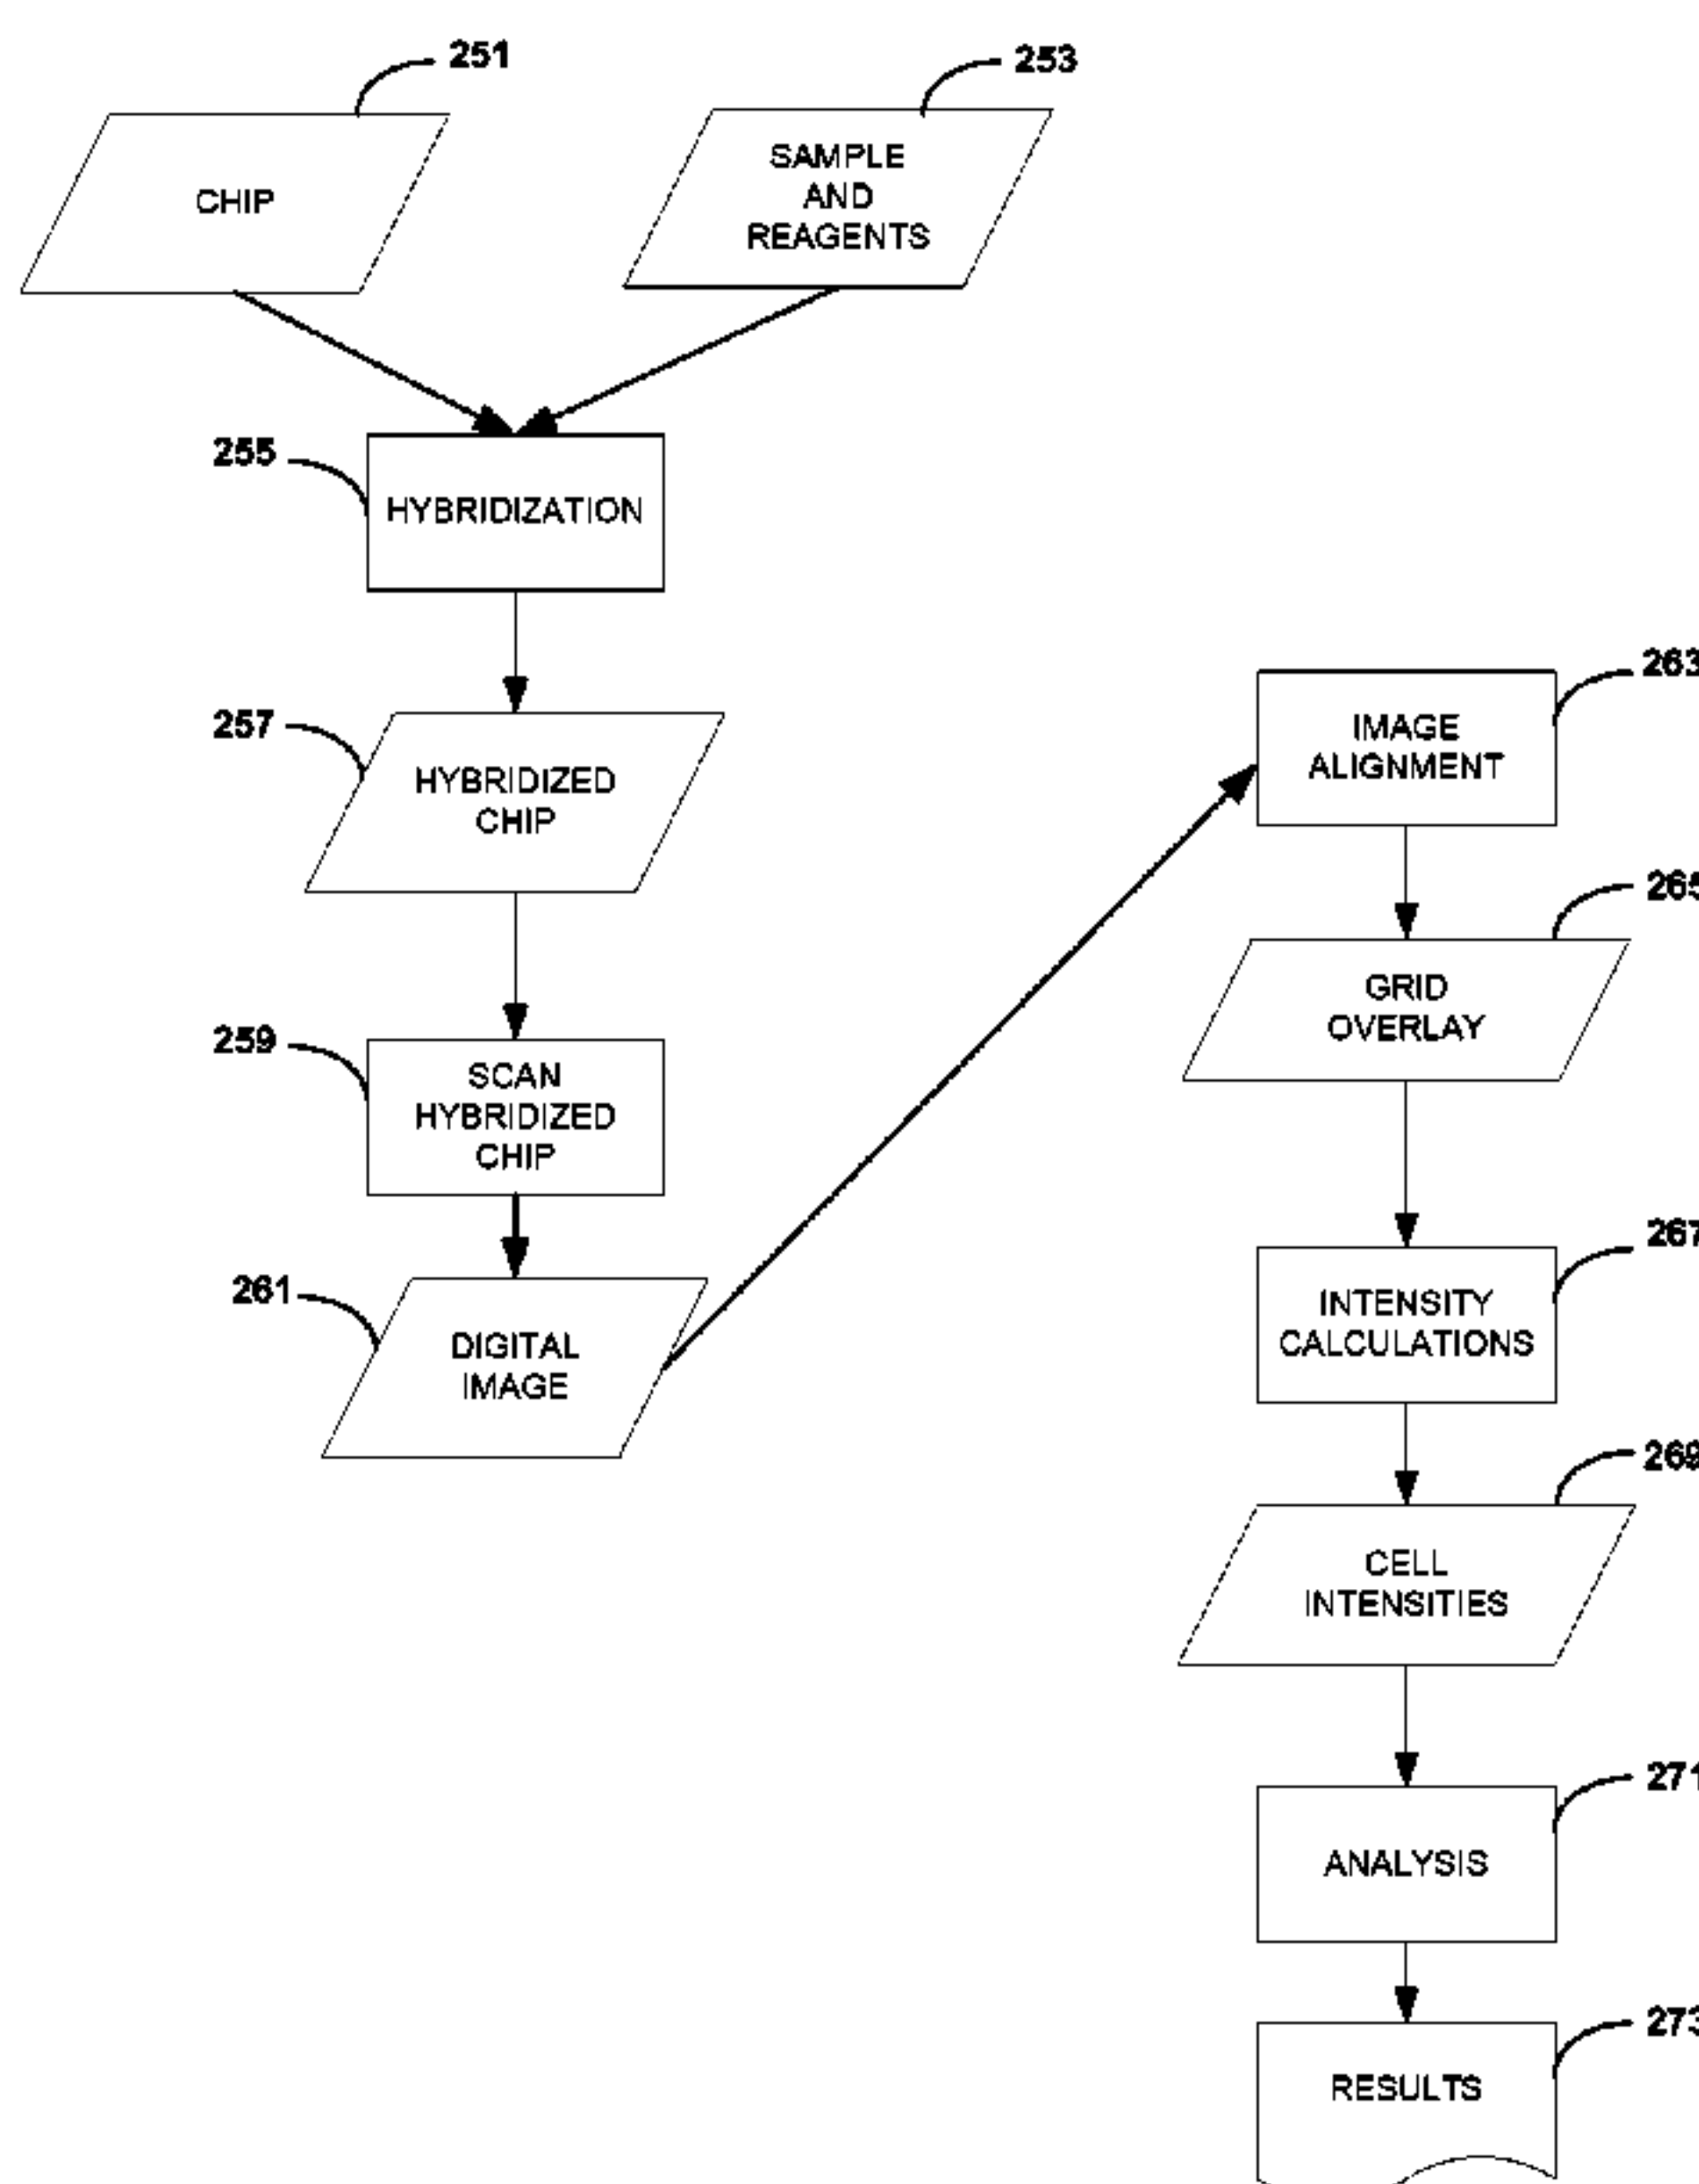 251
CHIP
253
SAMPLE
AND
REAGENTS
255
HYBRIDIZATION
257
HYBRIDIZED
CHIP
259
SCAN
HYBRIDIZED
CHIP
261
DIGITAL
IMAGE
263
IMAGE
ALIGNMENT
265
GRID
OVERLAY
267
INTENSITY
CALCULATIONS
269
CELL
INTENSITIES
271
ANALYSIS
273
RESULTS